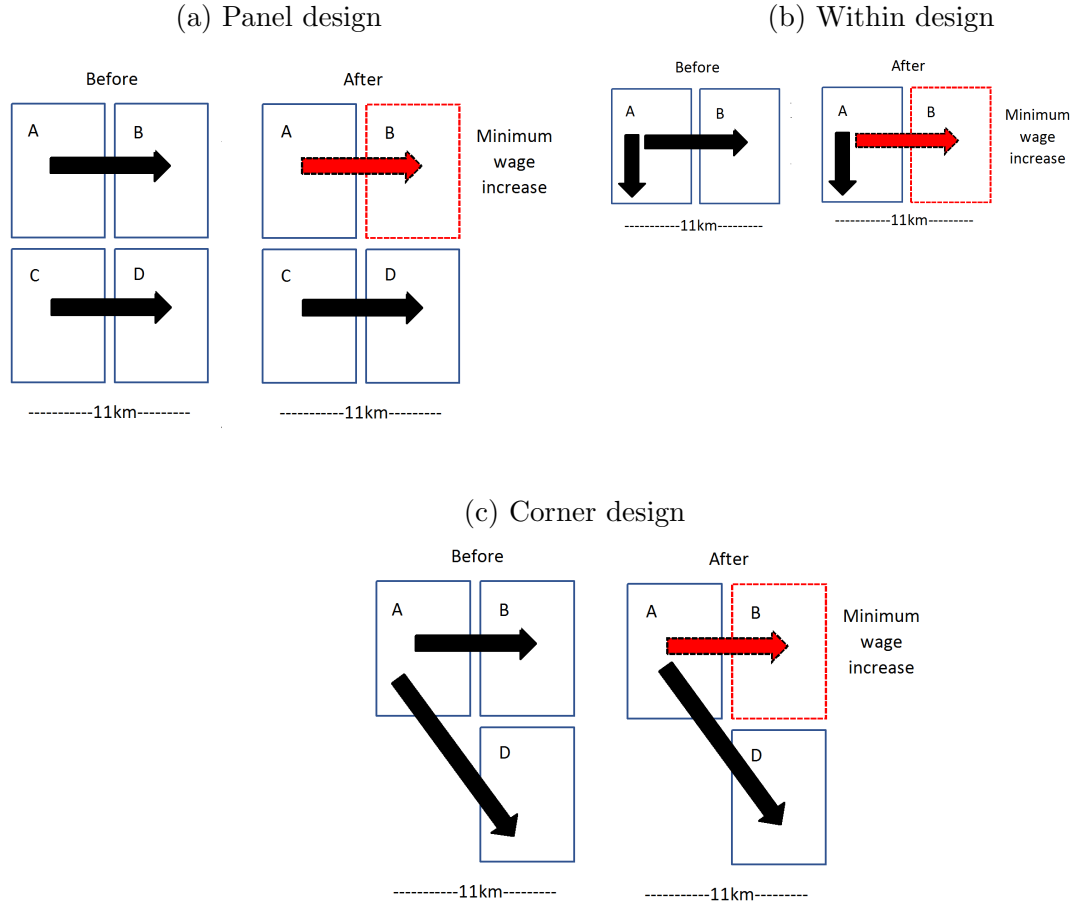 (a) Panel design
Before
After
A
B
A
B
Minimum
wage
increase
C
D
C
D
-----------11km----------
-----------11km----------
(b) Within design
Before
After
A
B
A
B
Minimum
wage
increase
-----------11km---------
-----------11km---------
(c) Corner design
Before
After
A
B
A
B
Minimum
wage
increase
D
D
-----------11km----------
-----------11km----------